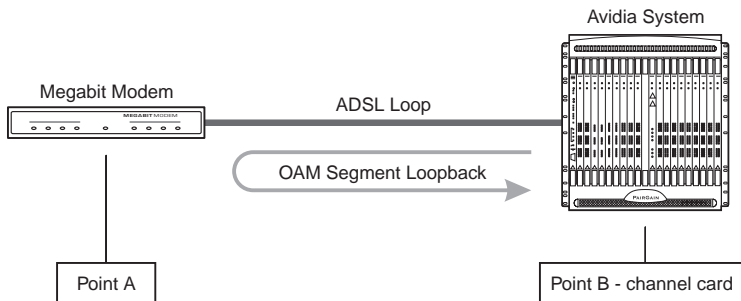 Avidia System
Megabit Modem
ADSL Loop
MEGABIT MODEM
OAM Segment Loopback
PAIRGAIN
Point A
Point B - channel card